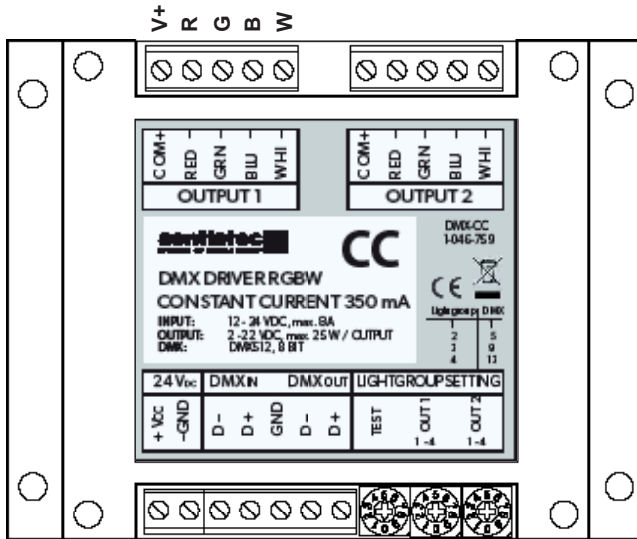 V+ R G B W
COM+ RED GRN BLU WHI
OUTPUT 1
COM+ RED GRN BLU WHI
OUTPUT 2
CC
DMX-CC
1-046-759
DMX DRIVER RGBW
CONSTANT CURRENT 350 mA
INPUT: 12-24 VDC, max. 8A
OUTPUT: 2-22 VDC, max. 25 W / OUTPUT
DMX: DMX512, 8 BIT
CE
Lightgroup DMX
1 1
2 5
3 9
4 13
24 VDC DMX IN DMX OUT LIGHTGROUP SETTING
+ Vcc -GND D- D+ GND D- D+ TEST OUT 1 OUT 2
1-4 1-4